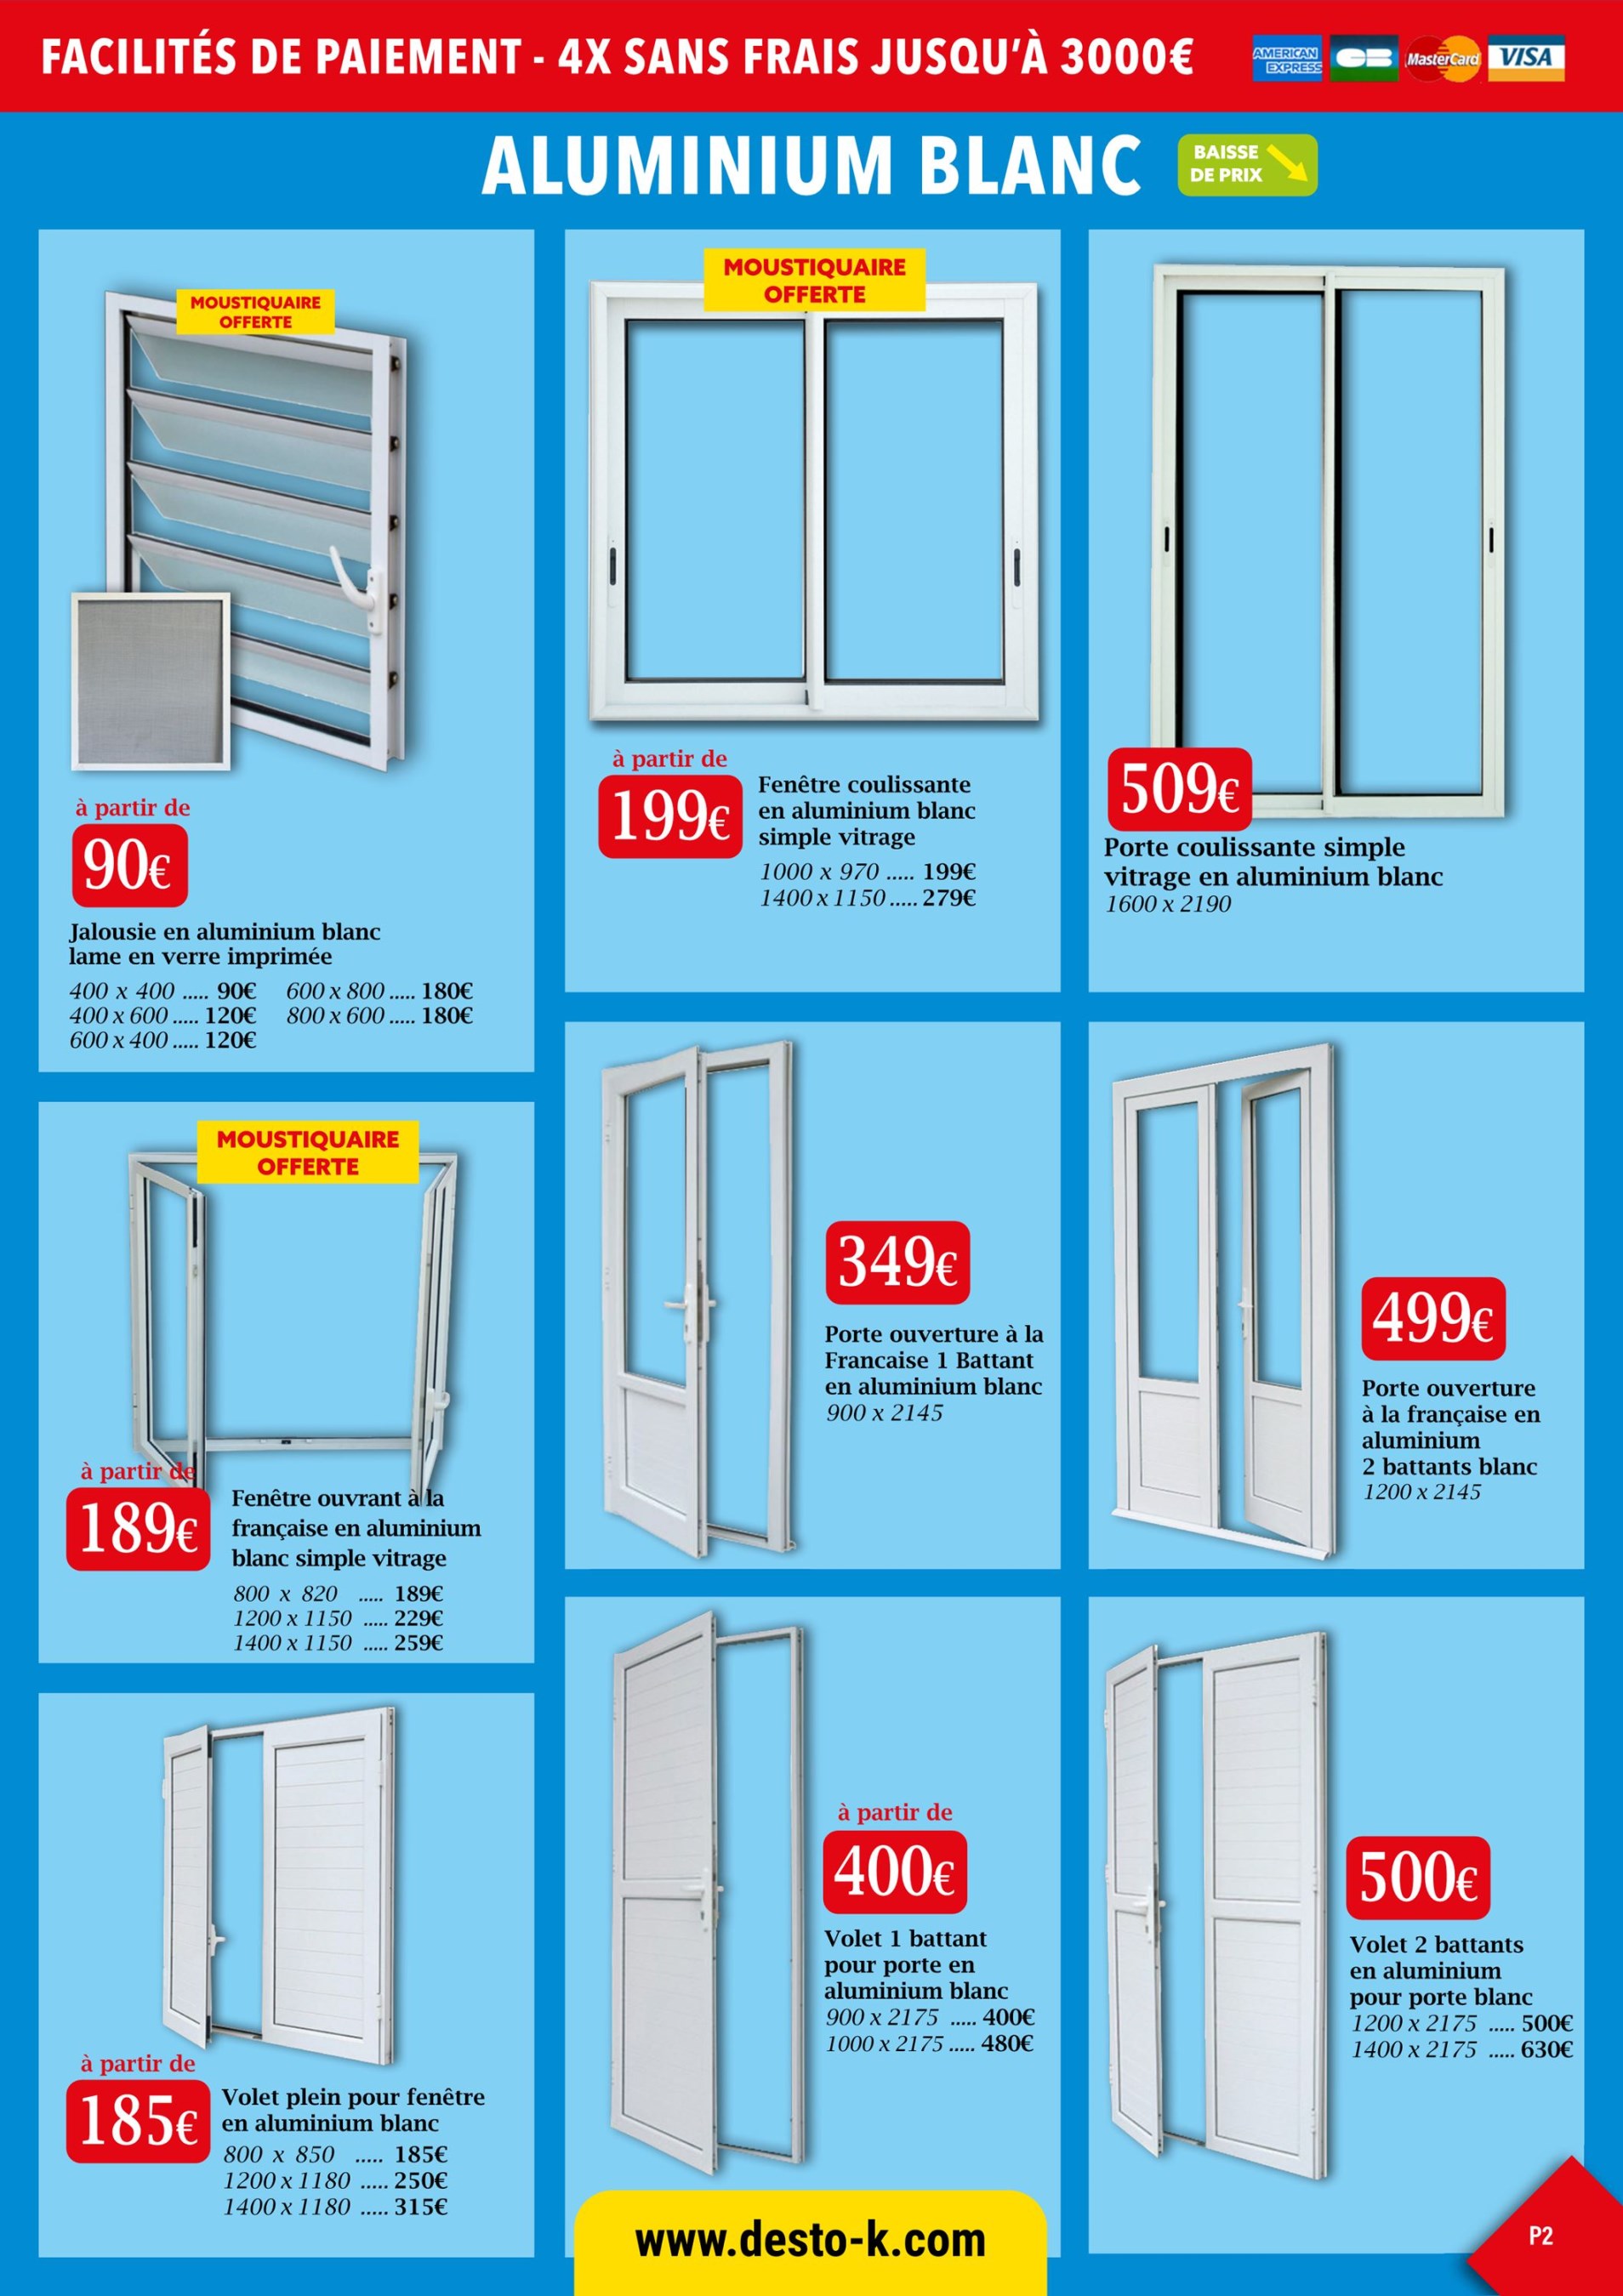 FACILITÉS DE PAIEMENT - 4X SANS FRAIS JUSQU'À 3000€
AMERICAN
EXPRESS
CB
MasterCard
VISA
ALUMINIUM BLANC
BAISSE
DE PRIX
MOUSTIQUAIRE
OFFERTE
à partir de
90€
Jalousie en aluminium blanc
lame en verre imprimée
400 x 400 ..... 90€ 600 x 800 ..... 180€
400 x 600 ..... 120€ 800 x 600 ..... 180€
600 x 400 ..... 120€
MOUSTIQUAIRE
OFFERTE
à partir de
199€
Fenêtre coulissante
en aluminium blanc
simple vitrage
1000 x 970 ..... 199€
1400 x 1150 ..... 279€
509€
Porte coulissante simple
vitrage en aluminium blanc
1600 x 2190
MOUSTIQUAIRE
OFFERTE
à partir de
189€
Fenêtre ouvrant à la
française en aluminium
blanc simple vitrage
800 x 820 ..... 189€
1200 x 1150 ..... 229€
1400 x 1150 ..... 259€
349€
Porte ouverture à la
Francaise 1 Battant
en aluminium blanc
900 x 2145
499€
Porte ouverture
à la française en
aluminium
2 battants blanc
1200 x 2145
à partir de
185€
Volet plein pour fenêtre
en aluminium blanc
800 x 850 ..... 185€
1200 x 1180 ..... 250€
1400 x 1180 ..... 315€
à partir de
400€
Volet 1 battant
pour porte en
aluminium blanc
900 x 2175 ..... 400€
1000 x 2175 ..... 480€
500€
Volet 2 battants
en aluminium
pour porte blanc
1200 x 2175 ..... 500€
1400 x 2175 ..... 630€
www.desto-k.com
P2